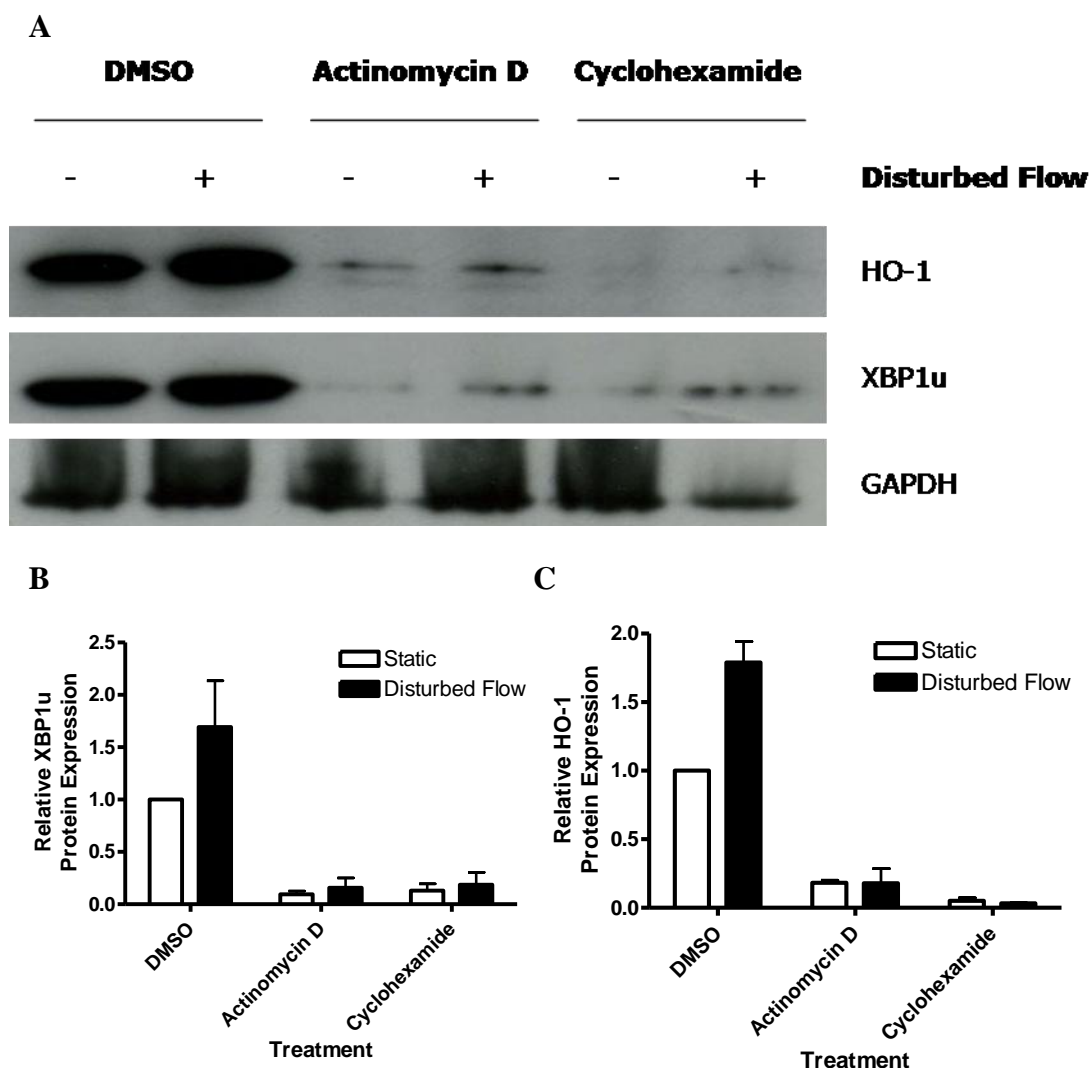 A
DMSO Actinomycin D Cyclohexamide
- + - + - + Disturbed Flow
HO-1
XBP1u
GAPDH
B
C
Relative XBP1u
Protein Expression
2.5
2.0
1.5
1.0
0.5
0.0
Static
Disturbed Flow
DMSO
Actinomycin D
Cyclohexamide
Treatment
Relative HO-1
Protein Expression
2.0
1.5
1.0
0.5
0.0
Static
Disturbed Flow
DMSO
Actinomycin D
Cyclohexamide
Treatment